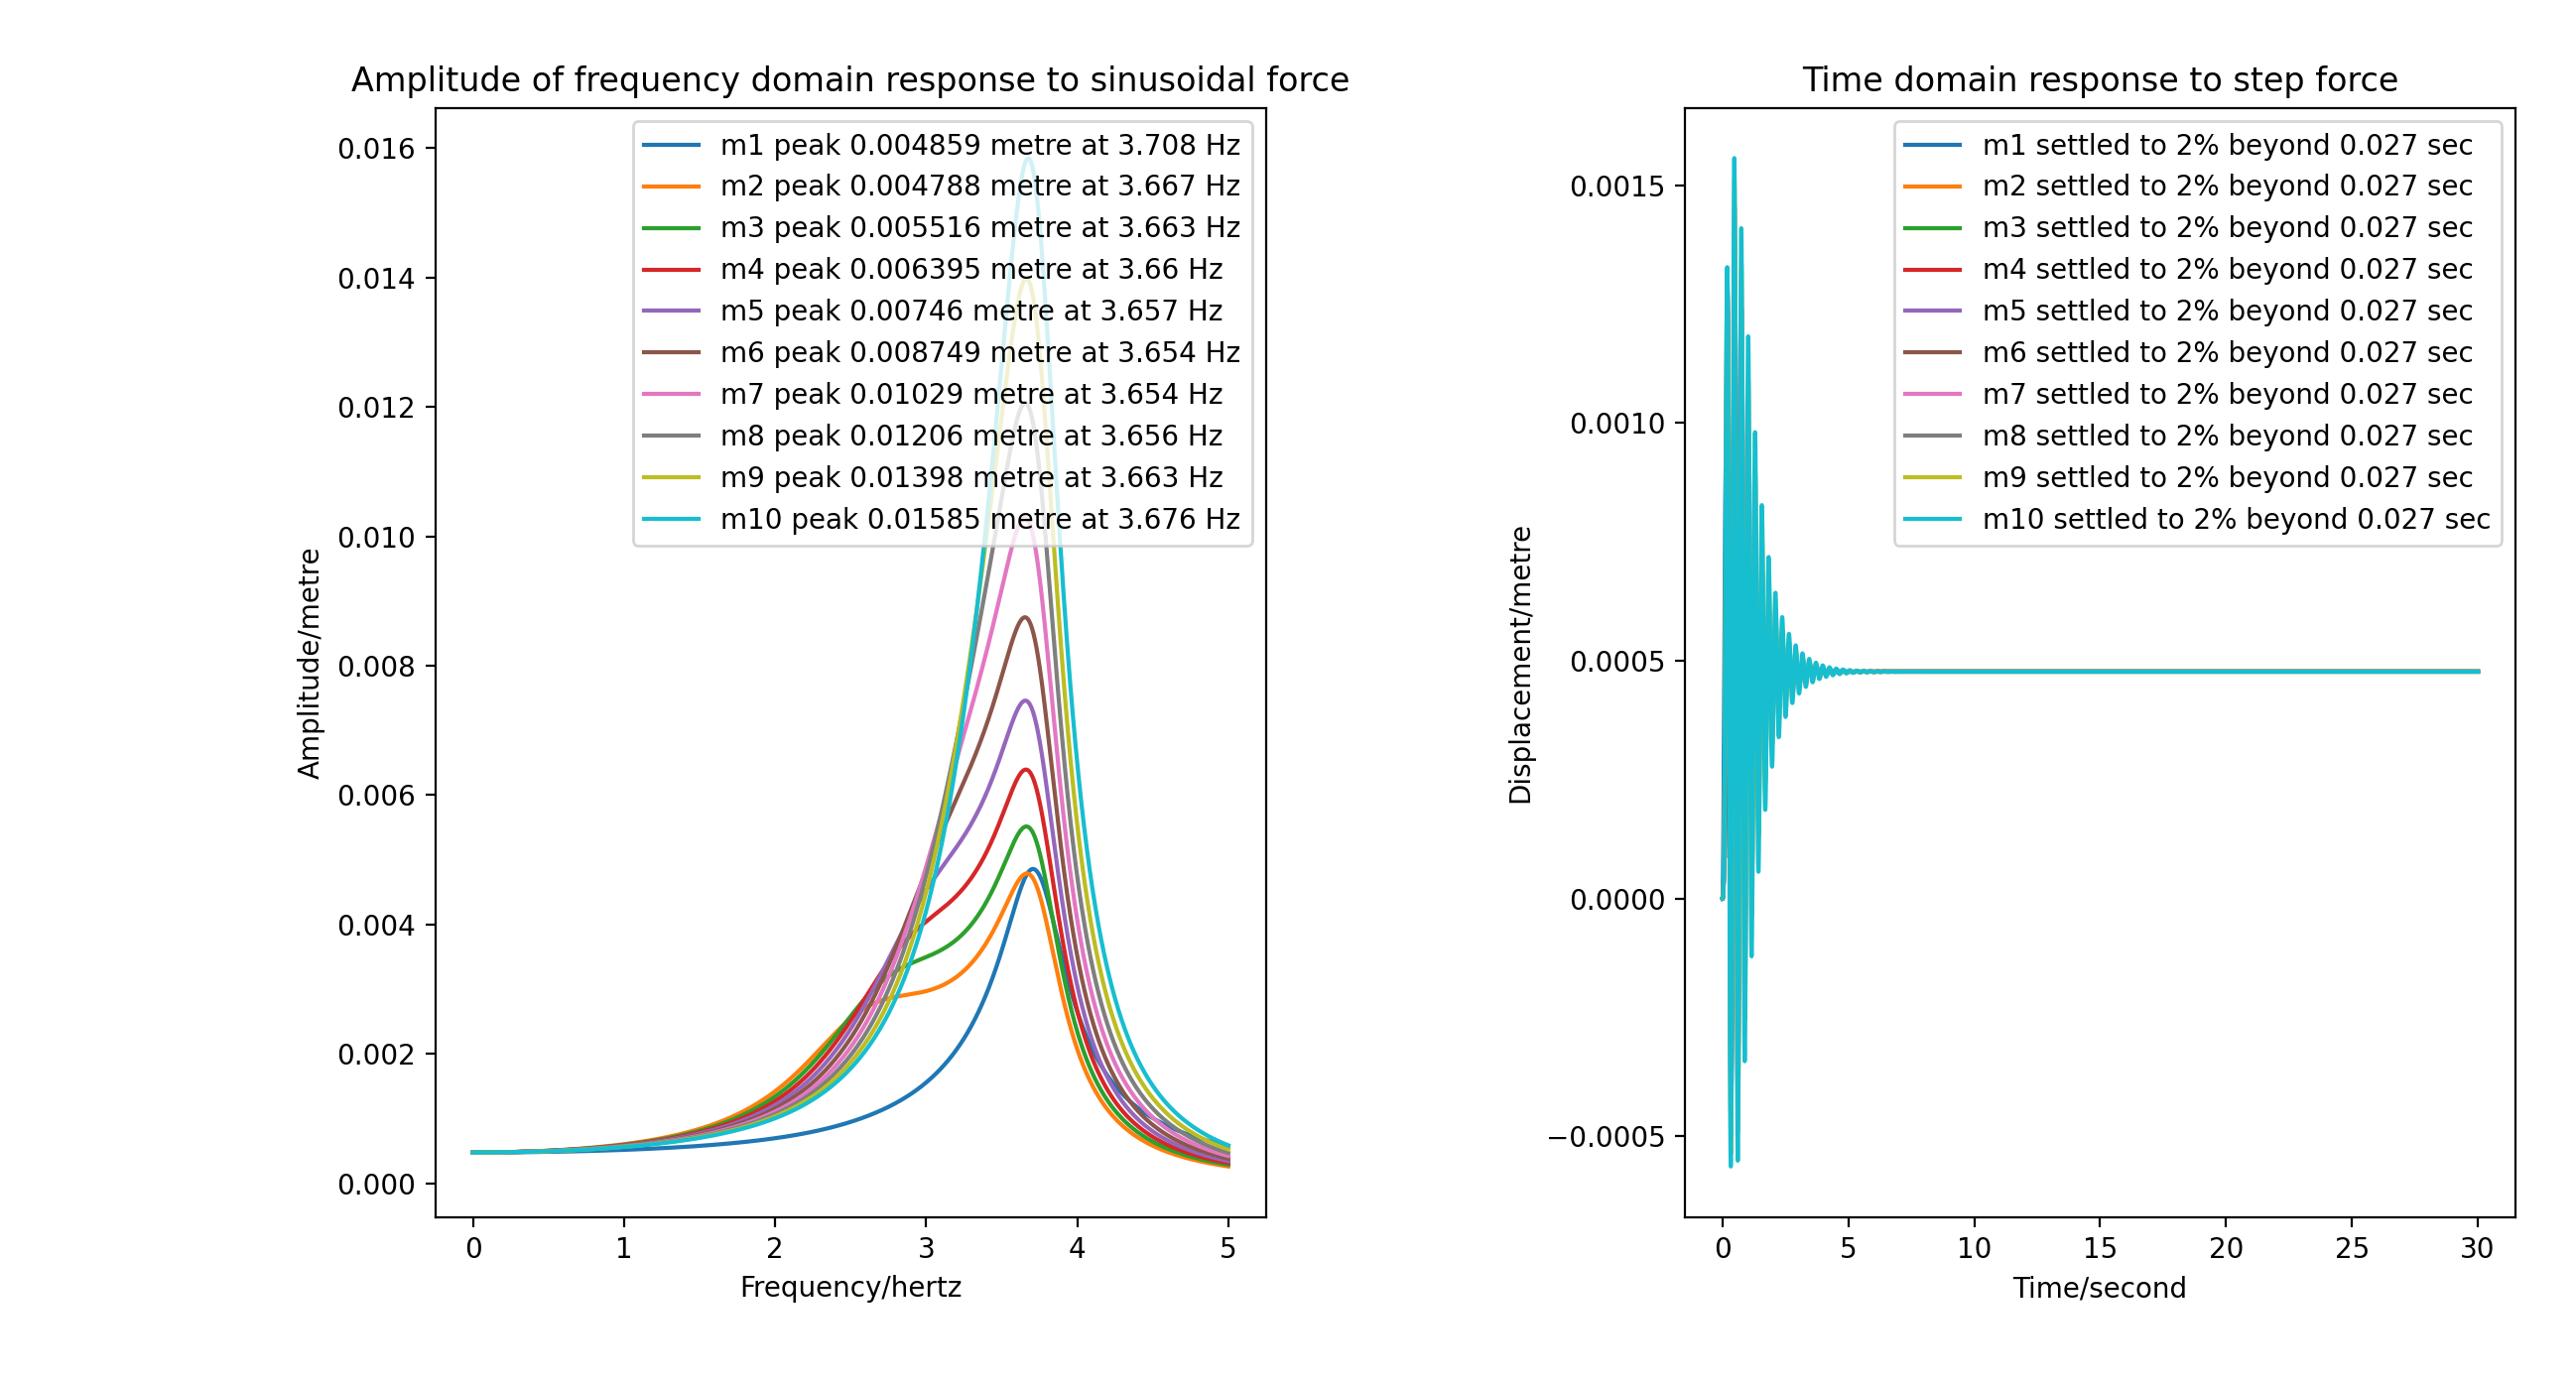 Amplitude of frequency domain response to sinusoidal force
m1 peak 0.004859 metre at 3.708 Hz
m2 peak 0.004788 metre at 3.667 Hz
m3 peak 0.005516 metre at 3.663 Hz
m4 peak 0.006395 metre at 3.66 Hz
m5 peak 0.00746 metre at 3.657 Hz
m6 peak 0.008749 metre at 3.654 Hz
m7 peak 0.01029 metre at 3.654 Hz
m8 peak 0.01206 metre at 3.656 Hz
m9 peak 0.01398 metre at 3.663 Hz
m10 peak 0.01585 metre at 3.676 Hz
0.016
0.014
0.012
0.010
0.008
0.006
0.004
0.002
0.000
Amplitude/metre
0 1 2 3 4 5
Frequency/hertz
Time domain response to step force
m1 settled to 2% beyond 0.027 sec
m2 settled to 2% beyond 0.027 sec
m3 settled to 2% beyond 0.027 sec
m4 settled to 2% beyond 0.027 sec
m5 settled to 2% beyond 0.027 sec
m6 settled to 2% beyond 0.027 sec
m7 settled to 2% beyond 0.027 sec
m8 settled to 2% beyond 0.027 sec
m9 settled to 2% beyond 0.027 sec
m10 settled to 2% beyond 0.027 sec
0.0015
0.0010
0.0005
0.0000
−0.0005
Displacement/metre
0 5 10 15 20 25 30
Time/second